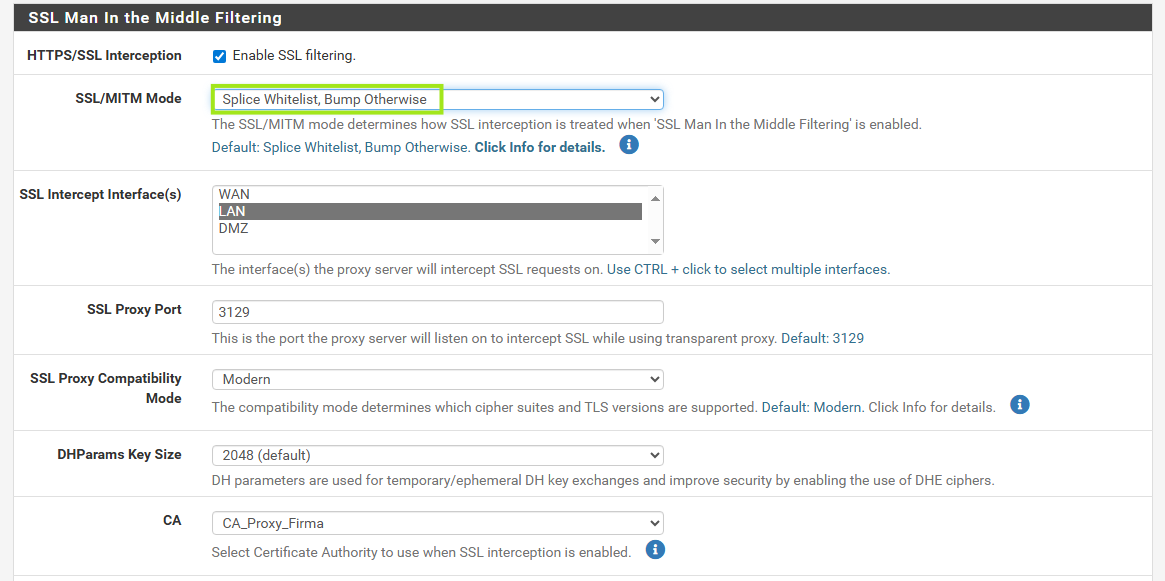 SSL Man In the Middle Filtering
HTTPS/SSL Interception
Enable SSL filtering.
SSL/MITM Mode
Splice Whitelist, Bump Otherwise
The SSL/MITM mode determines how SSL interception is treated when 'SSL Man In the Middle Filtering' is enabled.
Default: Splice Whitelist, Bump Otherwise. Click Info for details.
SSL Intercept Interface(s)
WAN
LAN
DMZ
The interface(s) the proxy server will intercept SSL requests on. Use CTRL + click to select multiple interfaces.
SSL Proxy Port
3129
This is the port the proxy server will listen on to intercept SSL while using transparent proxy. Default: 3129
SSL Proxy Compatibility
Mode
Modern
The compatibility mode determines which cipher suites and TLS versions are supported. Default: Modern. Click Info for details.
DHParams Key Size
2048 (default)
DH parameters are used for temporary/ephemeral DH key exchanges and improve security by enabling the use of DHE ciphers.
CA
CA_Proxy_Firma
Select Certificate Authority to use when SSL interception is enabled.